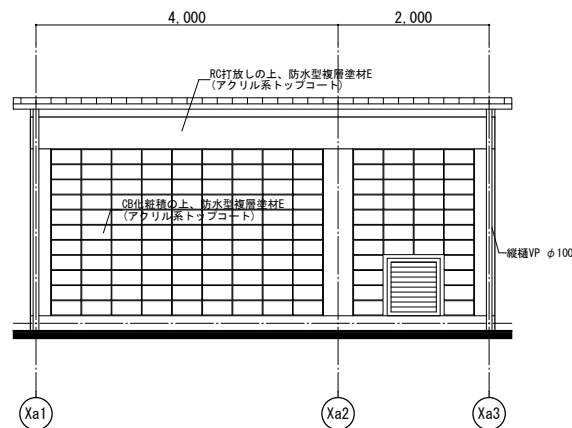 4,000
2,000
RC打放しの上、防水型複層塗材E
(アクリル系トップコート)
CB化粧積の上、防水型複層塗材E
(アクリル系トップコート)
縦樋VP φ100
Xa1
Xa2
Xa3